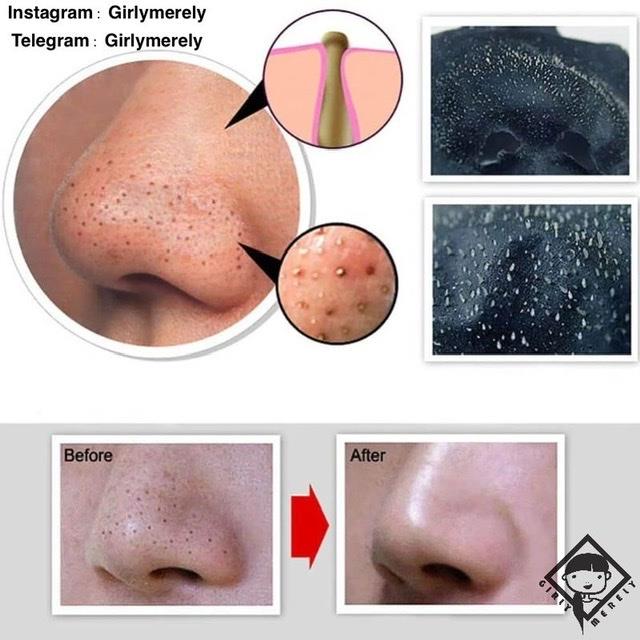 Instagram： Girlymerely
Telegram： Girlymerely
Before
After
GIRLY MERELY